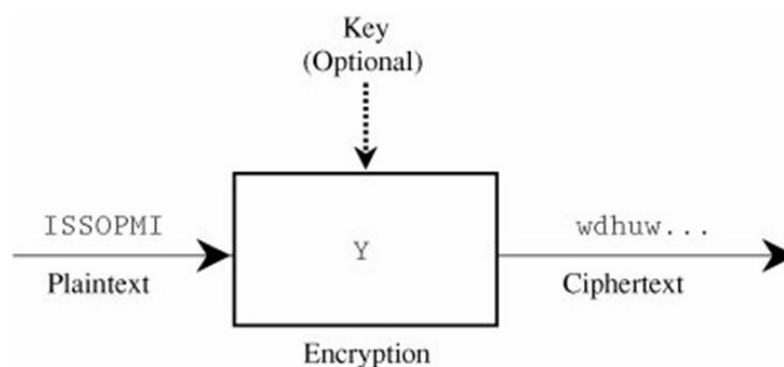 Key
(Optional)
ISSOPMI
wdhuw...
Y
Plaintext
Ciphertext
Encryption